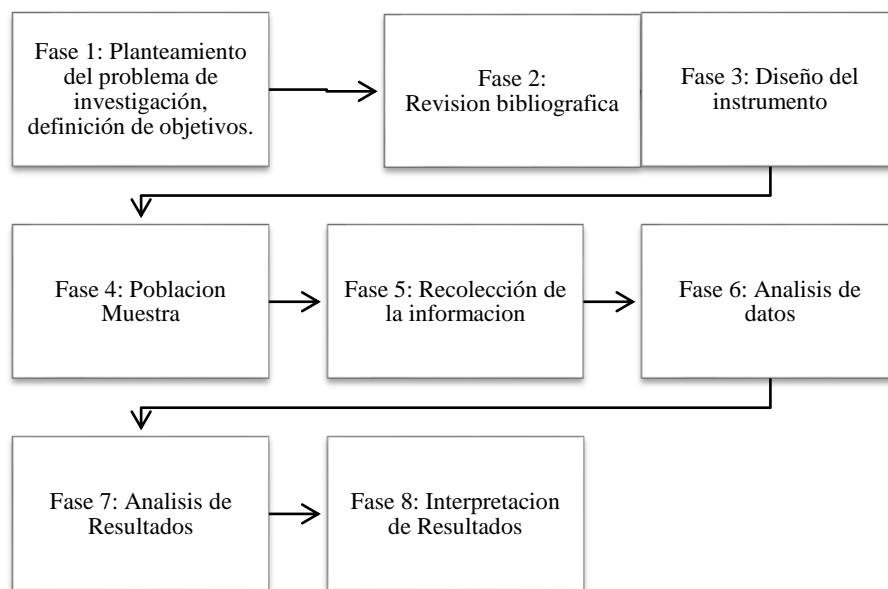 Fase 1: Planteamiento
del problema de
investigación,
definición de objetivos.
Fase 2:
Revision bibliografica
Fase 3: Diseño del
instrumento
Fase 4: Poblacion
Muestra
Fase 5: Recolección de
la informacion
Fase 6: Analisis de
datos
Fase 7: Analisis de
Resultados
Fase 8: Interpretacion
de Resultados